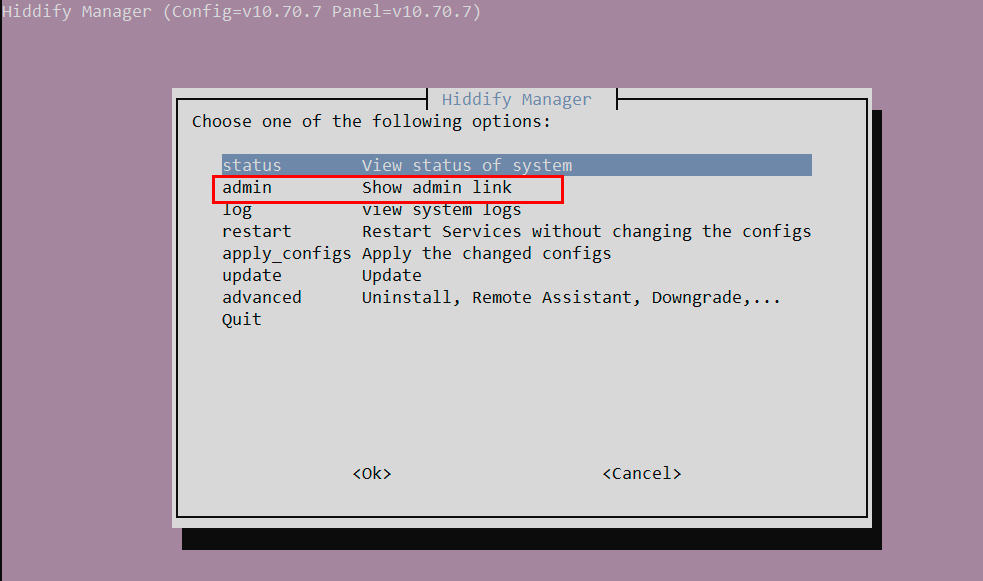 Hiddify Manager (Config=v10.70.7 Panel=v10.70.7)
Hiddify Manager
Choose one of the following options:
status View status of system
admin Show admin link
log view system logs
restart Restart Services without changing the configs
apply_configs Apply the changed configs
update Update
advanced Uninstall, Remote Assistant, Downgrade,...
Quit
<Ok> <Cancel>